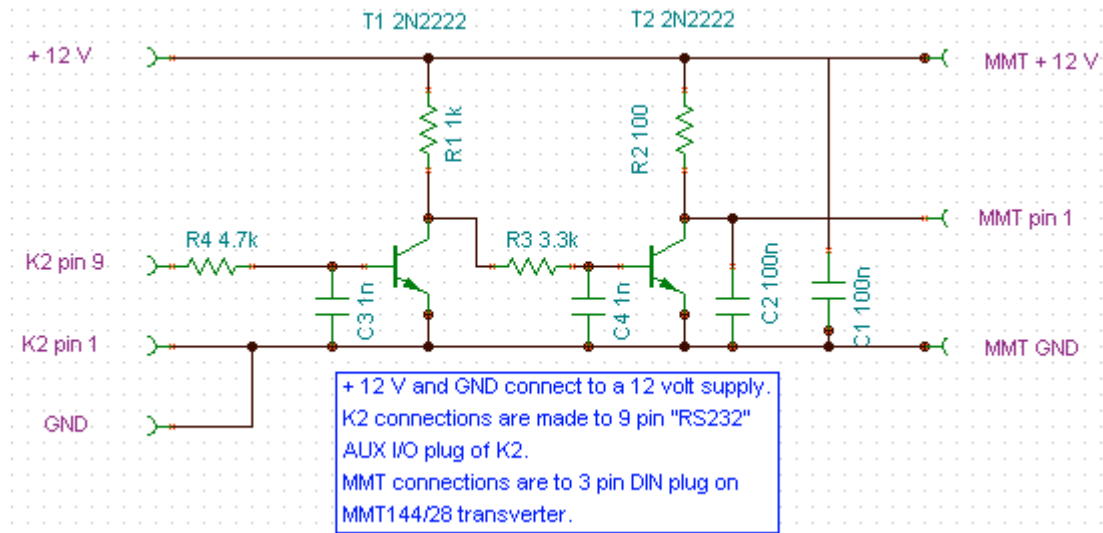 T1 2N2222
T2 2N2222
+ 12 V
MMT + 12 V
R1 1k
R2 100
MMT pin 1
R4 4.7k
R3 3.3k
K2 pin 9
C3 1n
C4 1n
C2 100n
C1 100n
K2 pin 1
MMT GND
GND
+ 12 V and GND connect to a 12 volt supply.
K2 connections are made to 9 pin "RS232"
AUX I/O plug of K2.
MMT connections are to 3 pin DIN plug on
MMT144/28 transverter.